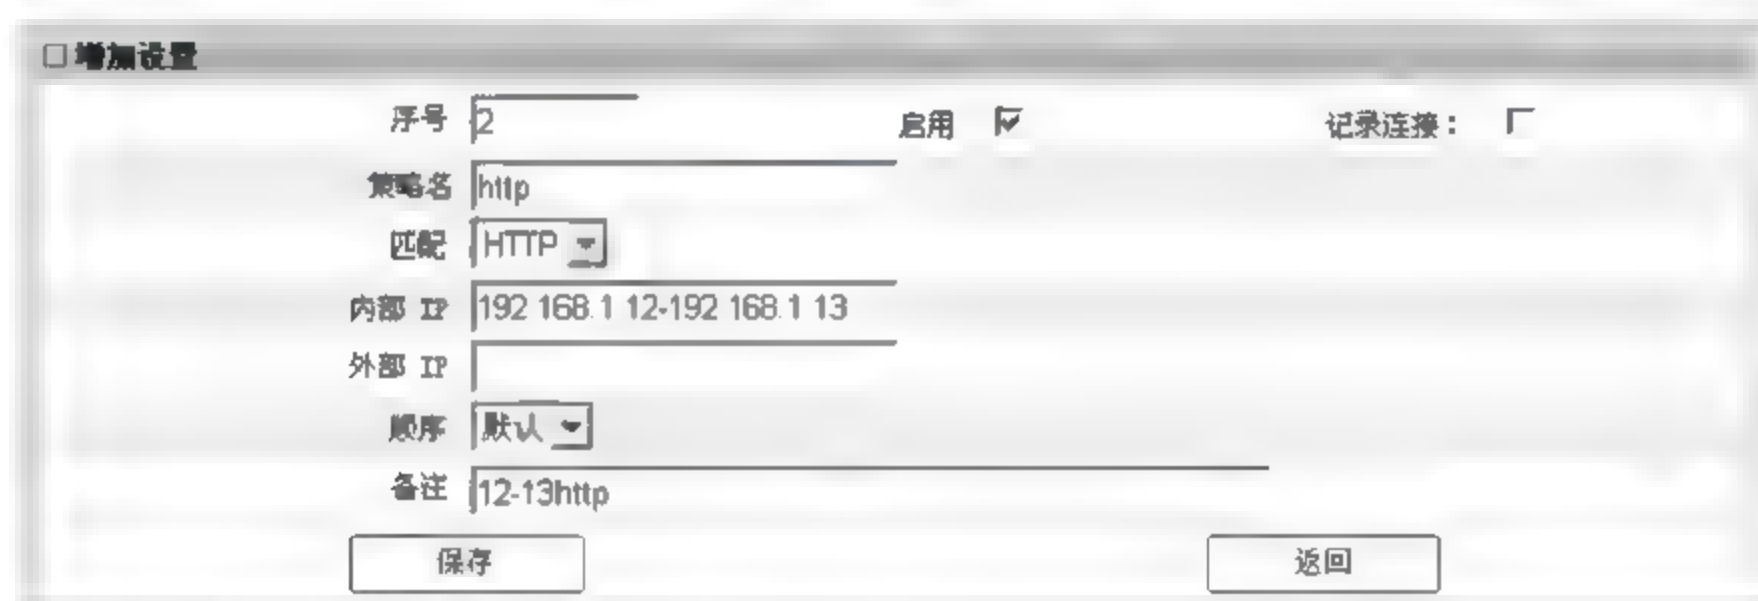 增加设置
序号 2 启用 记录连接：
策略名 http
匹配 HTTP
内部 IP 192.168.1.12-192.168.1.13
外部 IP
顺序 默认
备注 12-13http
保存 返回